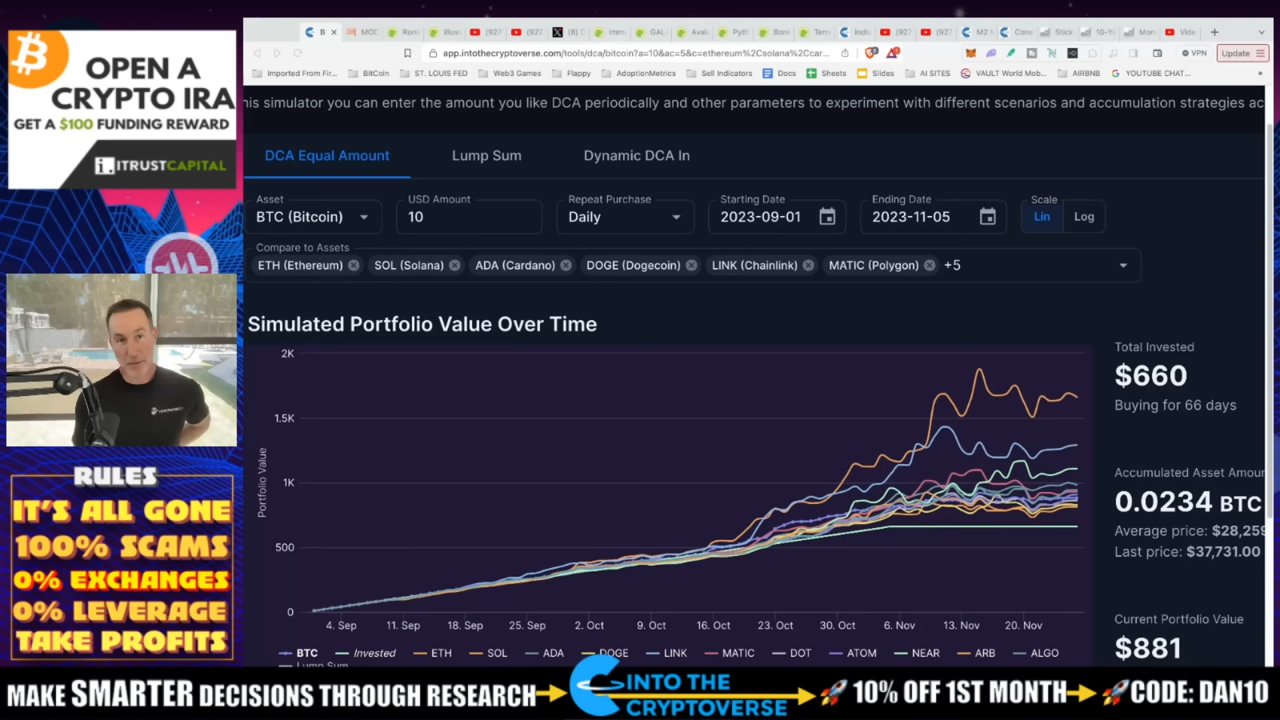 OPEN A
CRYPTO IRA
GET A $100 FUNDING REWARD
ITRUSTCAPITAL
RULES
IT'S ALL GONE
100% SCAMS
0% EXCHANGES
0% LEVERAGE
TAKE PROFITS
app.intothecryptoverse.com/tools/dca/bitcoin?a=10&ac=5&c=ethereum%2Csolana%2Ccar...
VPN
Update
Imported From Fir...
BitCoin
ST. LOUIS FED
Web3 Games
Flappy
AdoptionMetrics
Sell Indicators
Docs
Sheets
Slides
AI SITES
VAULT World Mob...
AIRBNB
YOUTUBE CHAT...
his simulator you can enter the amount you like DCA periodically and other parameters to experiment with different scenarios and accumulation strategies ac
DCA Equal Amount
Lump Sum
Dynamic DCA In
Asset
BTC (Bitcoin)
USD Amount
10
Repeat Purchase
Daily
Starting Date
2023-09-01
Ending Date
2023-11-05
Scale
Lin
Log
Compare to Assets
ETH (Ethereum)
SOL (Solana)
ADA (Cardano)
DOGE (Dogecoin)
LINK (Chainlink)
MATIC (Polygon)
+5
Simulated Portfolio Value Over Time
Portfolio Value
2K
1.5K
1K
500
0
4. Sep
11. Sep
18. Sep
25. Sep
2. Oct
9. Oct
16. Oct
23. Oct
30. Oct
6. Nov
13. Nov
20. Nov
BTC
Invested
ETH
SOL
ADA
DOGE
LINK
MATIC
DOT
ATOM
NEAR
ARB
ALGO
Lump Sum
Total Invested
$660
Buying for 66 days
Accumulated Asset Amour
0.0234 BTC
Average price: $28,259
Last price: $37,731.00
Current Portfolio Value
$881
MAKE SMARTER DECISIONS THROUGH RESEARCH
INTO THE
CRYPTOVERSE
10% OFF 1ST MONTH
CODE: DAN10